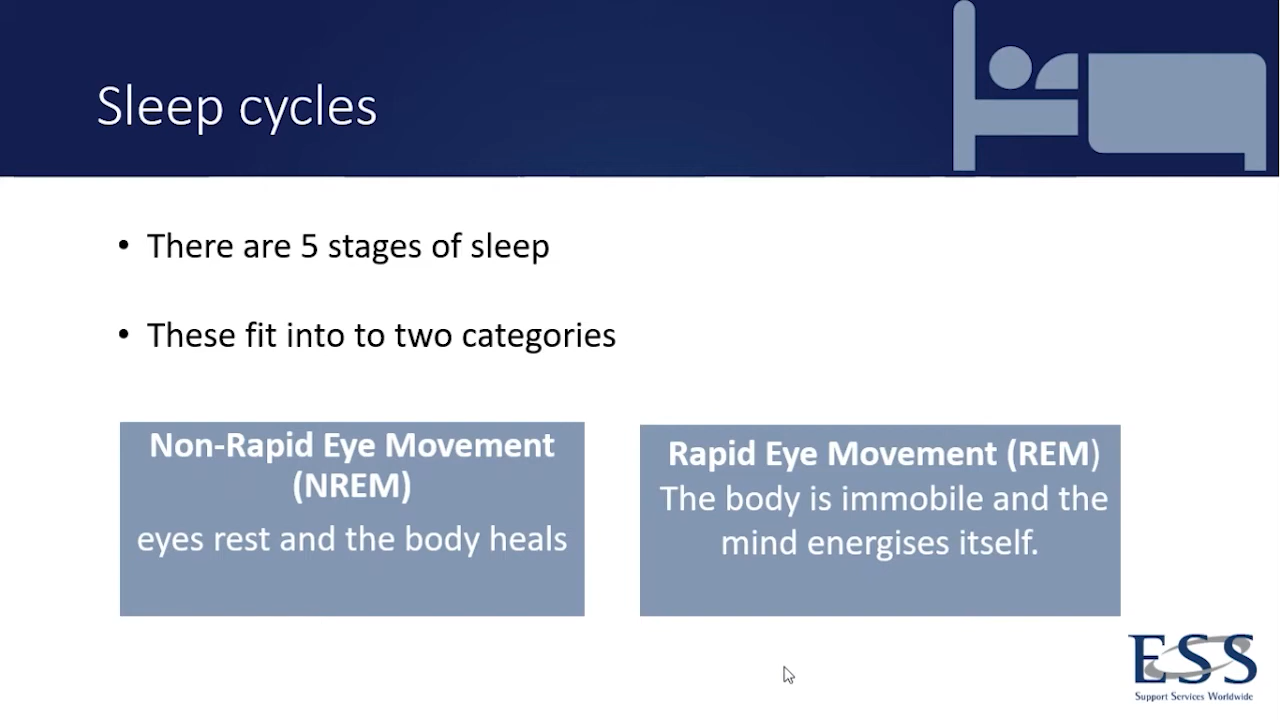 Sleep cycles
• There are 5 stages of sleep
• These fit into to two categories
Non-Rapid Eye Movement
(NREM)
eyes rest and the body heals
Rapid Eye Movement (REM)
The body is immobile and the
mind energises itself.
ESS
Support Services Worldwide